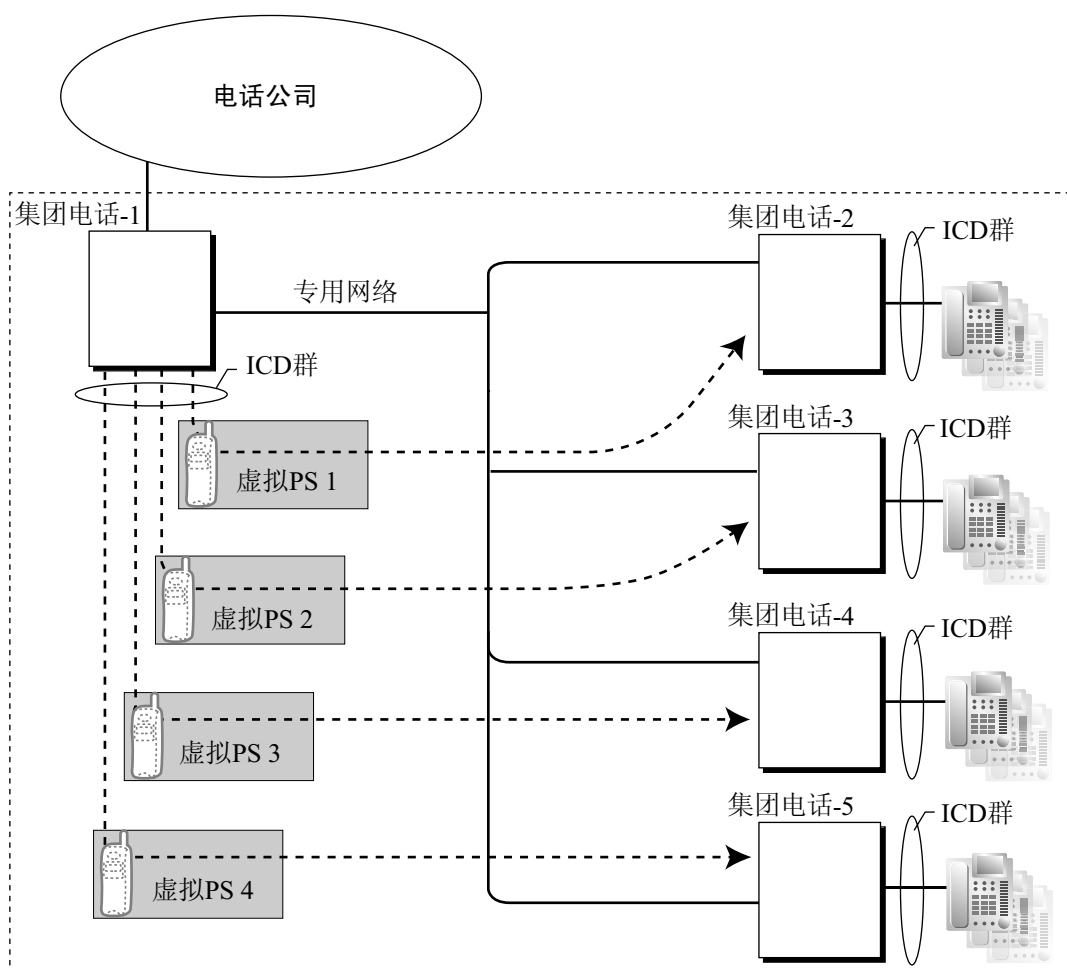 电话公司
集团电话-1
集团电话-2
ICD群
专用网络
ICD群
集团电话-3
ICD群
虚拟PS 1
虚拟PS 2
集团电话-4
ICD群
虚拟PS 3
集团电话-5
ICD群
虚拟PS 4